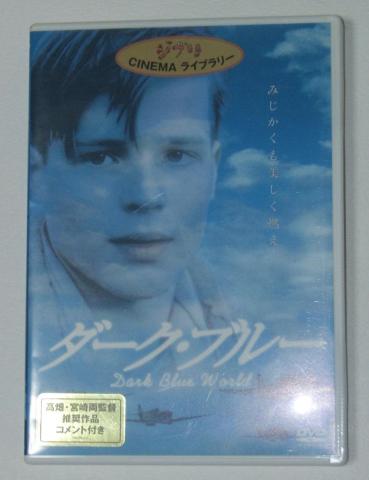 ジブリ
CINEMA ライブラリー
みじかくも美しく燃え
ダーク・ブルー
Dark Blue World
高畑・宮崎両監督
推奨作品
コメント付き
DVD